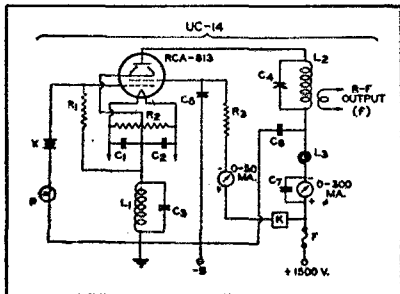 UC-14
RCA-813
L2
C4
R-F
OUTPUT
(F)
R1
R2
C5
R3
C1
C2
C6
L3
X
P
L1
C3
0-50
MA.
C7
0-300
MA.
K
F
-B
+1500 V.